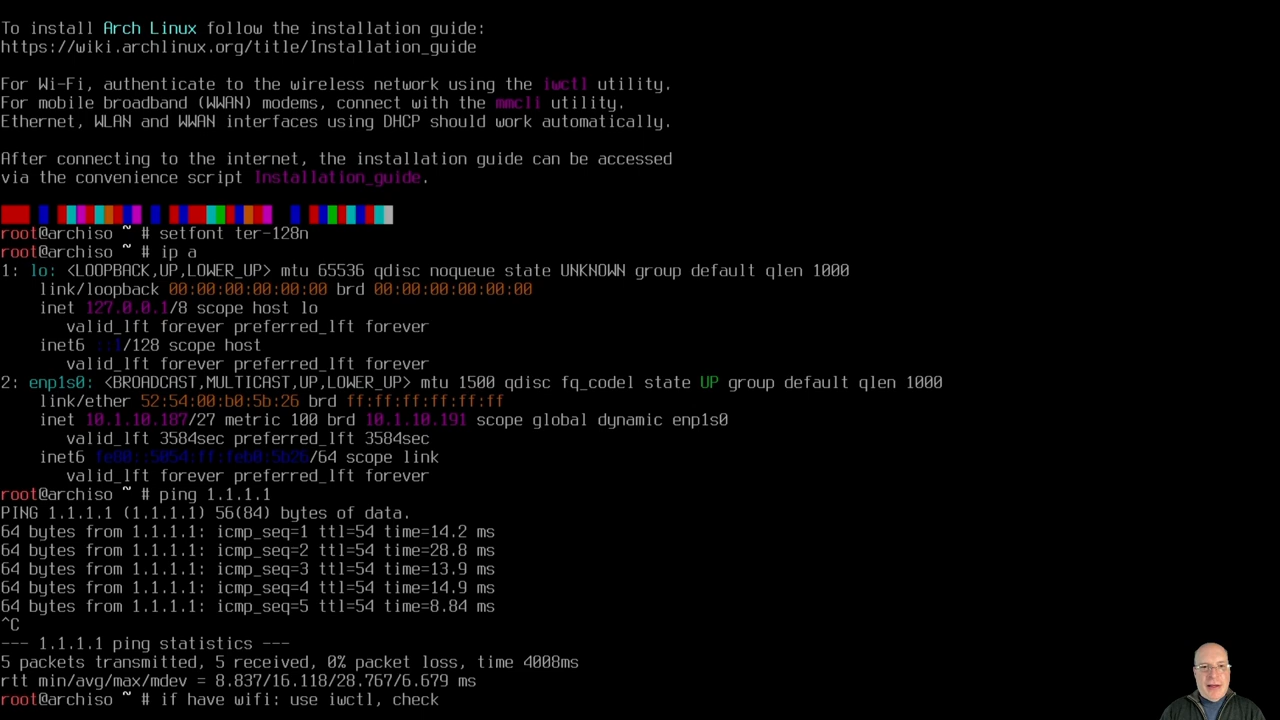 To install Arch Linux follow the installation guide:
https://wiki.archlinux.org/title/Installation_guide
For Wi-Fi, authenticate to the wireless network using the iwctl utility.
For mobile broadband (WWAN) modems, connect with the mmcli utility.
Ethernet, WLAN and WWAN interfaces using DHCP should work automatically.
After connecting to the internet, the installation guide can be accessed
via the convenience script Installation_guide.
root@archiso ~ # setfont ter-128n
root@archiso ~ # ip a
1: lo: <LOOPBACK,UP,LOWER_UP> mtu 65536 qdisc noqueue state UNKNOWN group default qlen 1000
link/loopback 00:00:00:00:00:00 brd 00:00:00:00:00:00
inet 127.0.0.1/8 scope host lo
valid_lft forever preferred_lft forever
inet6 ::1/128 scope host
valid_lft forever preferred_lft forever
2: enp1s0: <BROADCAST,MULTICAST,UP,LOWER_UP> mtu 1500 qdisc fq_codel state UP group default qlen 1000
link/ether 52:54:00:b0:5b:26 brd ff:ff:ff:ff:ff:ff
inet 10.1.10.187/27 metric 100 brd 10.1.10.191 scope global dynamic enp1s0
valid_lft 3584sec preferred_lft 3584sec
inet6 fe80::5054:ff:feb0:5b26/64 scope link
valid_lft forever preferred_lft forever
root@archiso ~ # ping 1.1.1.1
PING 1.1.1.1 (1.1.1.1) 56(84) bytes of data.
64 bytes from 1.1.1.1: icmp_seq=1 ttl=54 time=14.2 ms
64 bytes from 1.1.1.1: icmp_seq=2 ttl=54 time=28.8 ms
64 bytes from 1.1.1.1: icmp_seq=3 ttl=54 time=13.9 ms
64 bytes from 1.1.1.1: icmp_seq=4 ttl=54 time=14.9 ms
64 bytes from 1.1.1.1: icmp_seq=5 ttl=54 time=8.84 ms
^C
--- 1.1.1.1 ping statistics ---
5 packets transmitted, 5 received, 0% packet loss, time 4008ms
rtt min/avg/max/mdev = 8.837/16.118/28.767/6.679 ms
root@archiso ~ # if have wifi: use iwctl, check